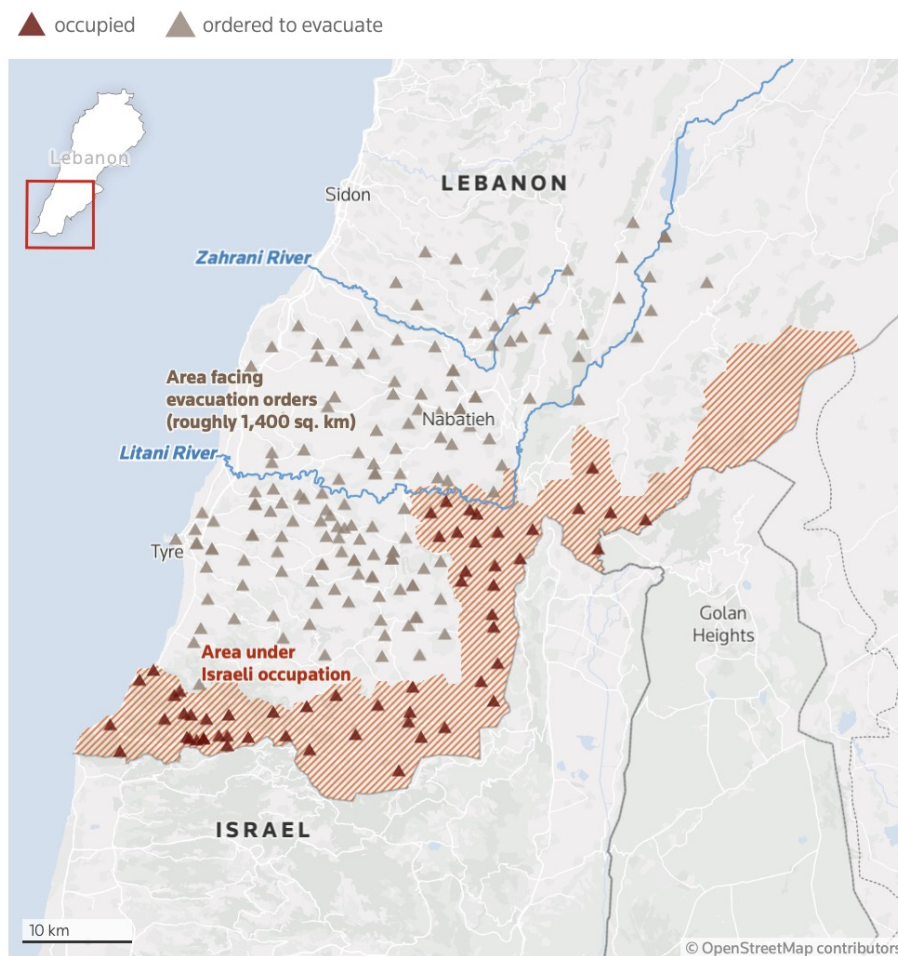 occupied
ordered to evacuate
Lebanon
LEBANON
Sidon
Zahrani River
Area facing
evacuation orders
(roughly 1,400 sq. km)
Nabatieh
Litani River
Tyre
Golan
Heights
Area under
Israeli occupation
ISRAEL
10 km
© OpenStreetMap contributors